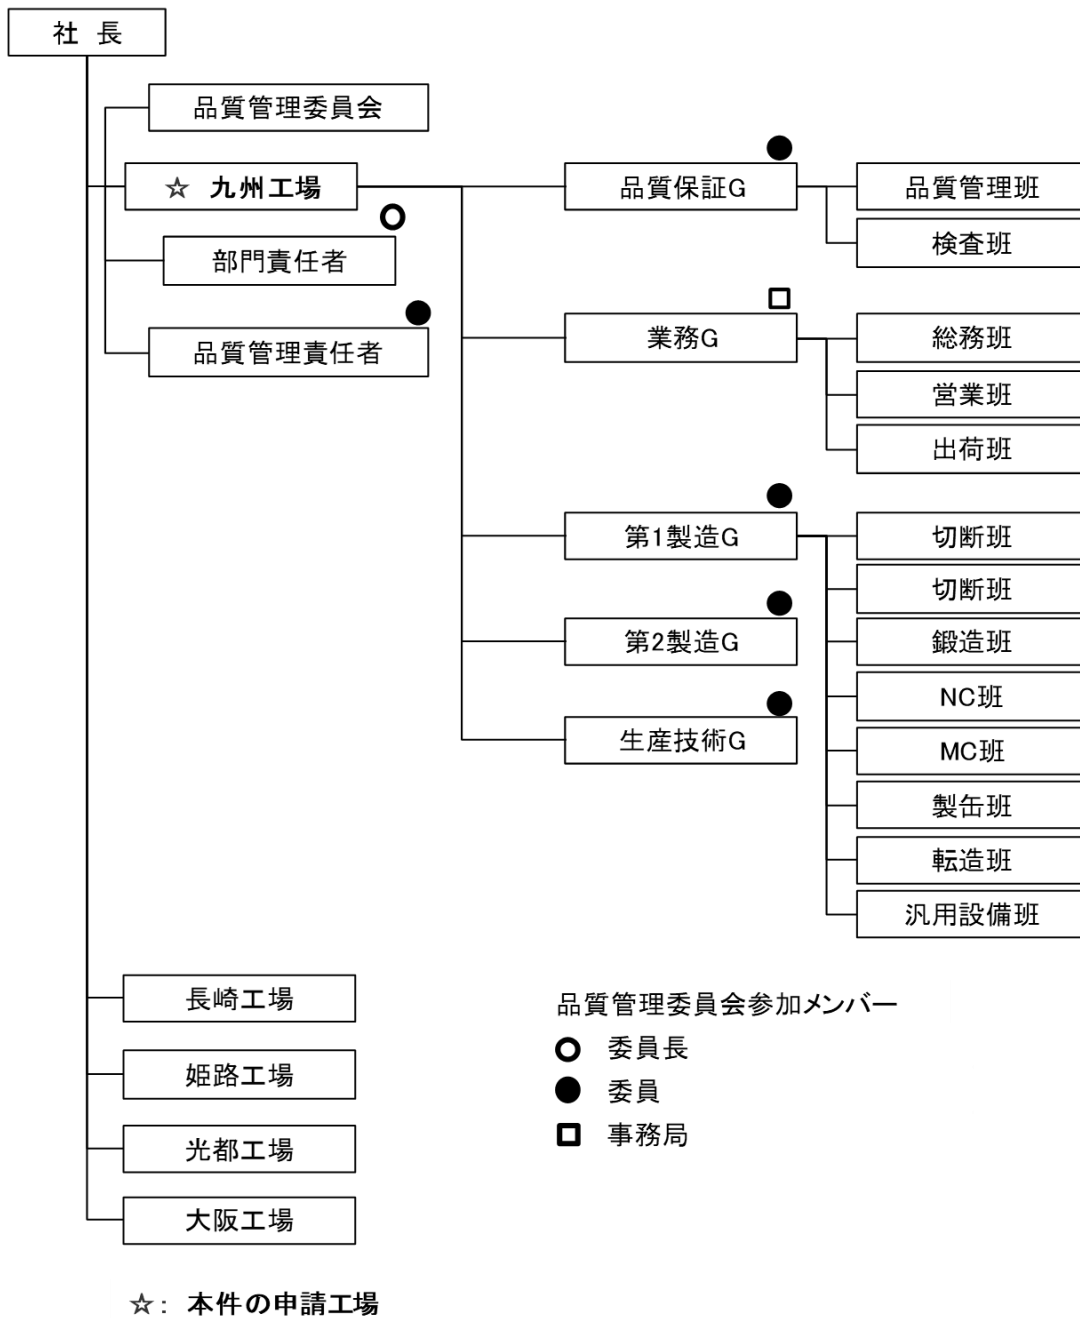 社 長
品質管理委員会
☆ 九州工場
部門責任者
品質管理責任者
品質保証G
品質管理班
検査班
業務G
総務班
営業班
出荷班
第1製造G
切断班
切断班
鍛造班
NC班
MC班
製缶班
転造班
汎用設備班
第2製造G
生産技術G
長崎工場
姫路工場
光都工場
大阪工場
品質管理委員会参加メンバー
委員長
委員
事務局
☆： 本件の申請工場